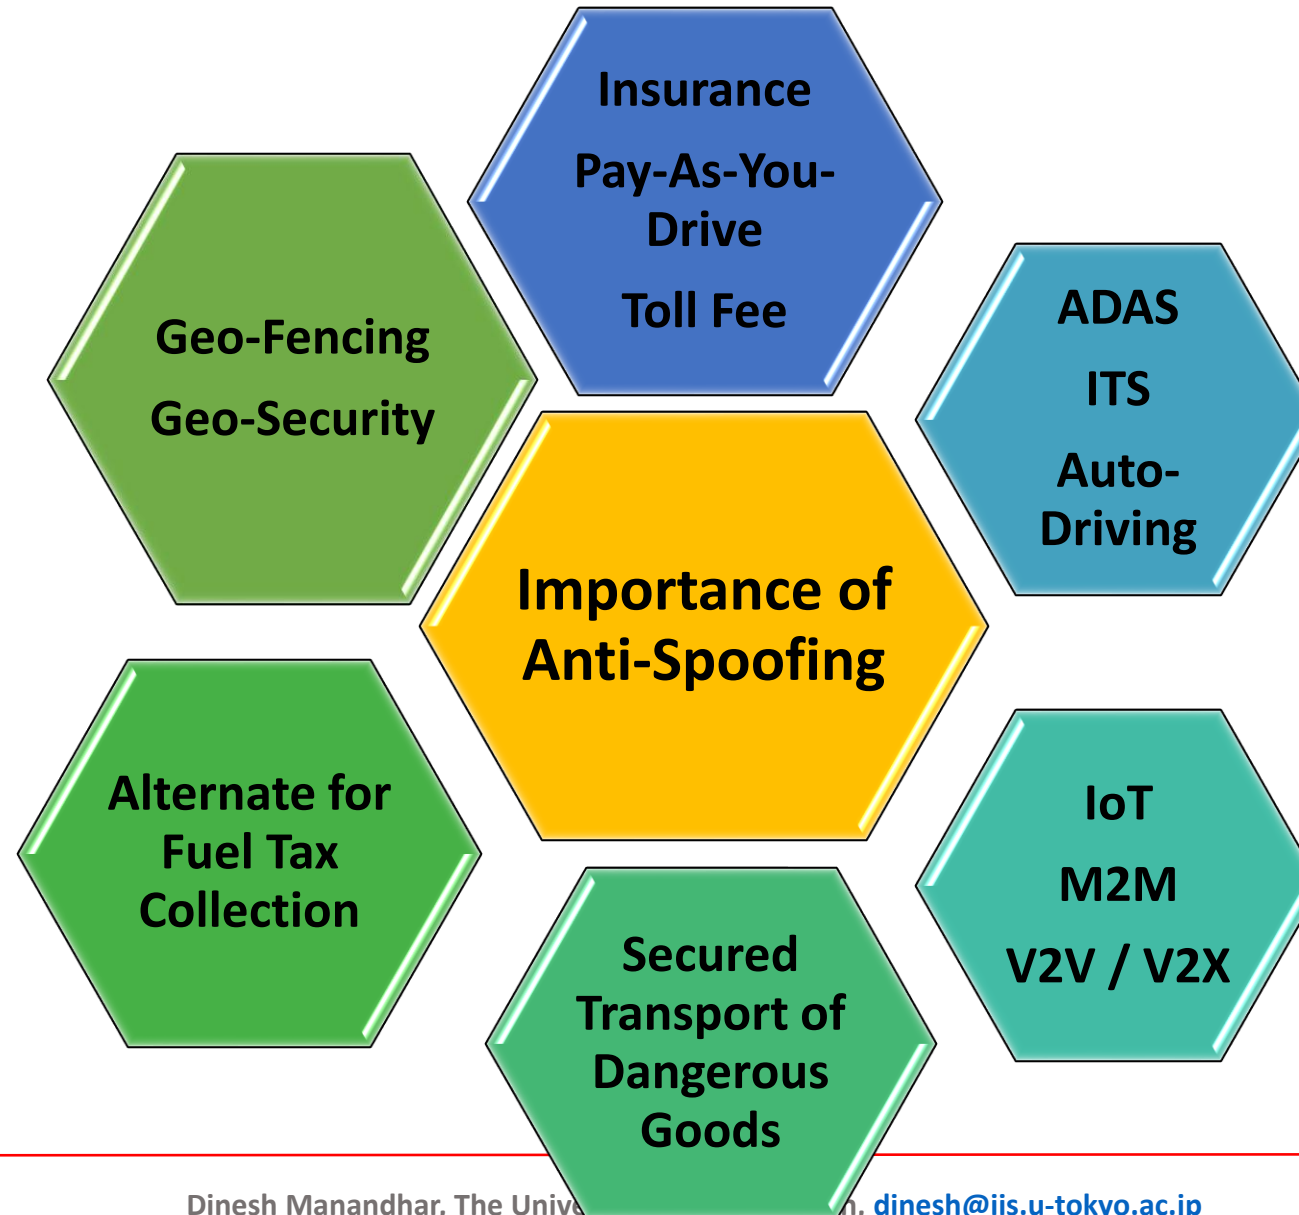 Insurance
Pay-As-You-
Drive
Toll Fee
Geo-Fencing
Geo-Security
ADAS
ITS
Auto-
Driving
Importance of
Anti-Spoofing
Alternate for
Fuel Tax
Collection
IoT
M2M
V2V / V2X
Secured
Transport of
Dangerous
Goods
Dinesh Manandhar, The dinesh@iis.u-tokyo.ac.jp